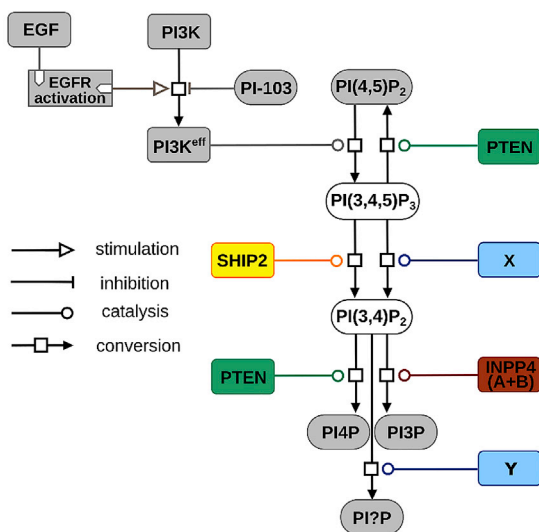 EGF
PI3K
EGFR
activation
PI-103
PI(4,5)P₂
PI3Kᵉᶠᶠ
PTEN
PI(3,4,5)P₃
stimulation
inhibition
catalysis
conversion
SHIP2
X
PI(3,4)P₂
PTEN
INPP4
(A+B)
PI4P
PI3P
Y
PI?P